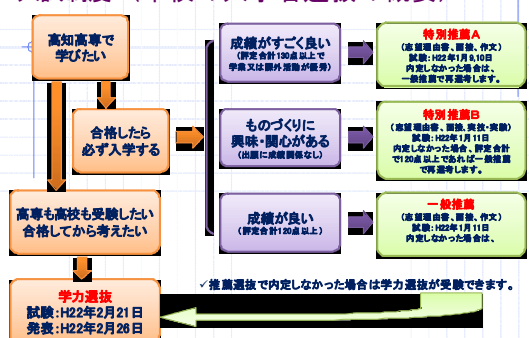 高知高専で
学びたい
合格したら
必ず入学する
高専も高校も受験したい
合格してから考えたい
学力選抜
試験:H22年2月21日
発表:H22年2月26日
成績がすごく良い
(評定合計130点以上で
学業又は課外活動が優秀)
ものづくりに
興味・関心がある
(出願に成績関係なし)
成績が良い
(評定合計120点以上)
特別推薦A
(志望理由書、面接、作文)
試験:H22年1月9,10日
内定しなかった場合は、
一般推薦で再選考します。
特別推薦B
(志望理由書、面接、実技・実験)
試験:H22年1月11日
内定しなかった場合、評定合計
で120点以上であれば一般推薦
で再選考します。
一般推薦
(志望理由書、面接、作文)
試験:H22年1月11日
内定しなかった場合は、
✓推薦選抜で内定しなかった場合は学力選抜が受験できます。